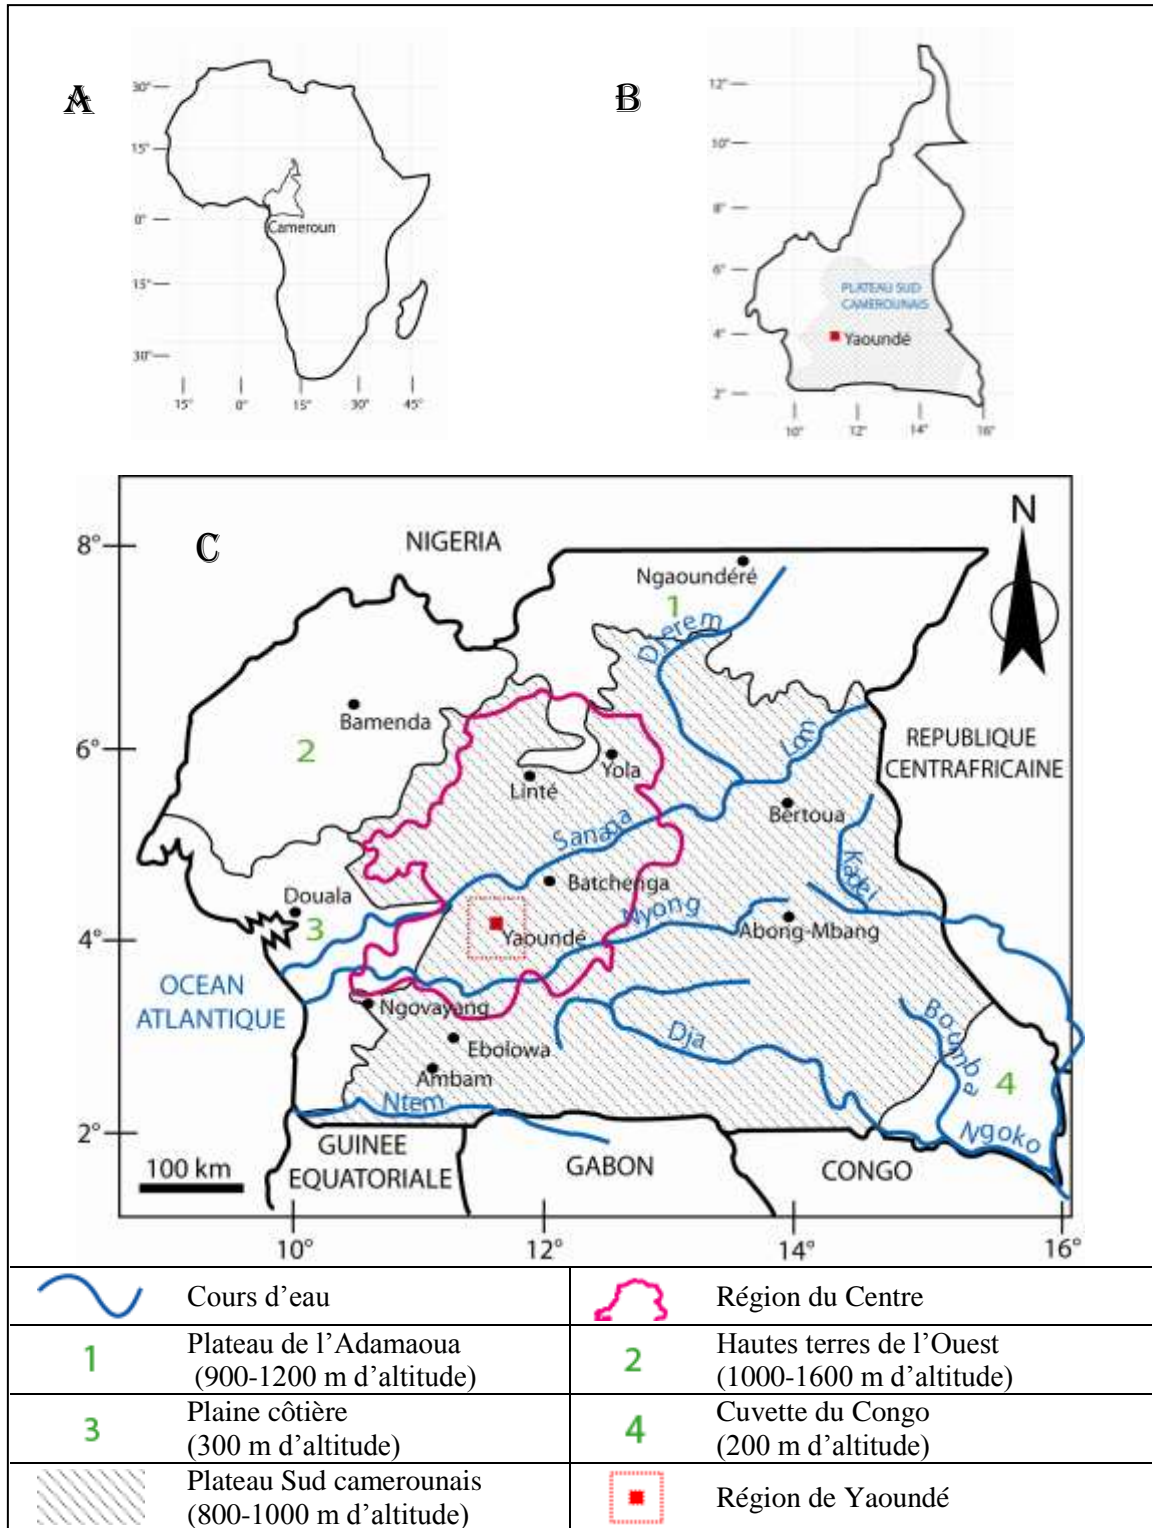 A
30°
15°
0°
15°
30°
15°
0°
15°
30°
45°
Cameroun
B
12°
10°
8°
6°
4°
2°
10°
12°
14°
16°
PLATEAU SUD
CAMEROUNAIS
Yaoundé
C
N
8°
6°
4°
2°
10°
12°
14°
16°
NIGERIA
Ngaoundéré
1
Djerem
Bamenda
2
Lom
REPUBLIQUE
CENTRAFRICAINE
Yola
Linté
Bertoua
Sanaga
Kadei
Batchenga
Douala
3
Nyong
Yaoundé
Abong-Mbang
OCEAN
ATLANTIQUE
Ngovayang
Boumba
Dja
Ebolowa
Ambam
4
Ntem
Ngoko
GUINEE
EQUATORIALE
GABON
CONGO
100 km
Cours d’eau
Région du Centre
1
Plateau de l’Adamaoua
(900-1200 m d’altitude)
2
Hautes terres de l’Ouest
(1000-1600 m d’altitude)
3
Plaine côtière
(300 m d’altitude)
4
Cuvette du Congo
(200 m d’altitude)
Plateau Sud camerounais
(800-1000 m d’altitude)
Région de Yaoundé